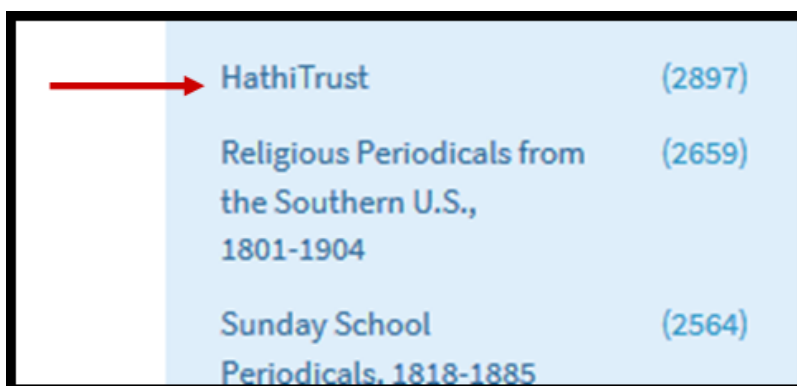 HathiTrust (2897)
Religious Periodicals from (2659)
the Southern U.S.,
1801-1904
Sunday School (2564)
Periodicals, 1818-1885